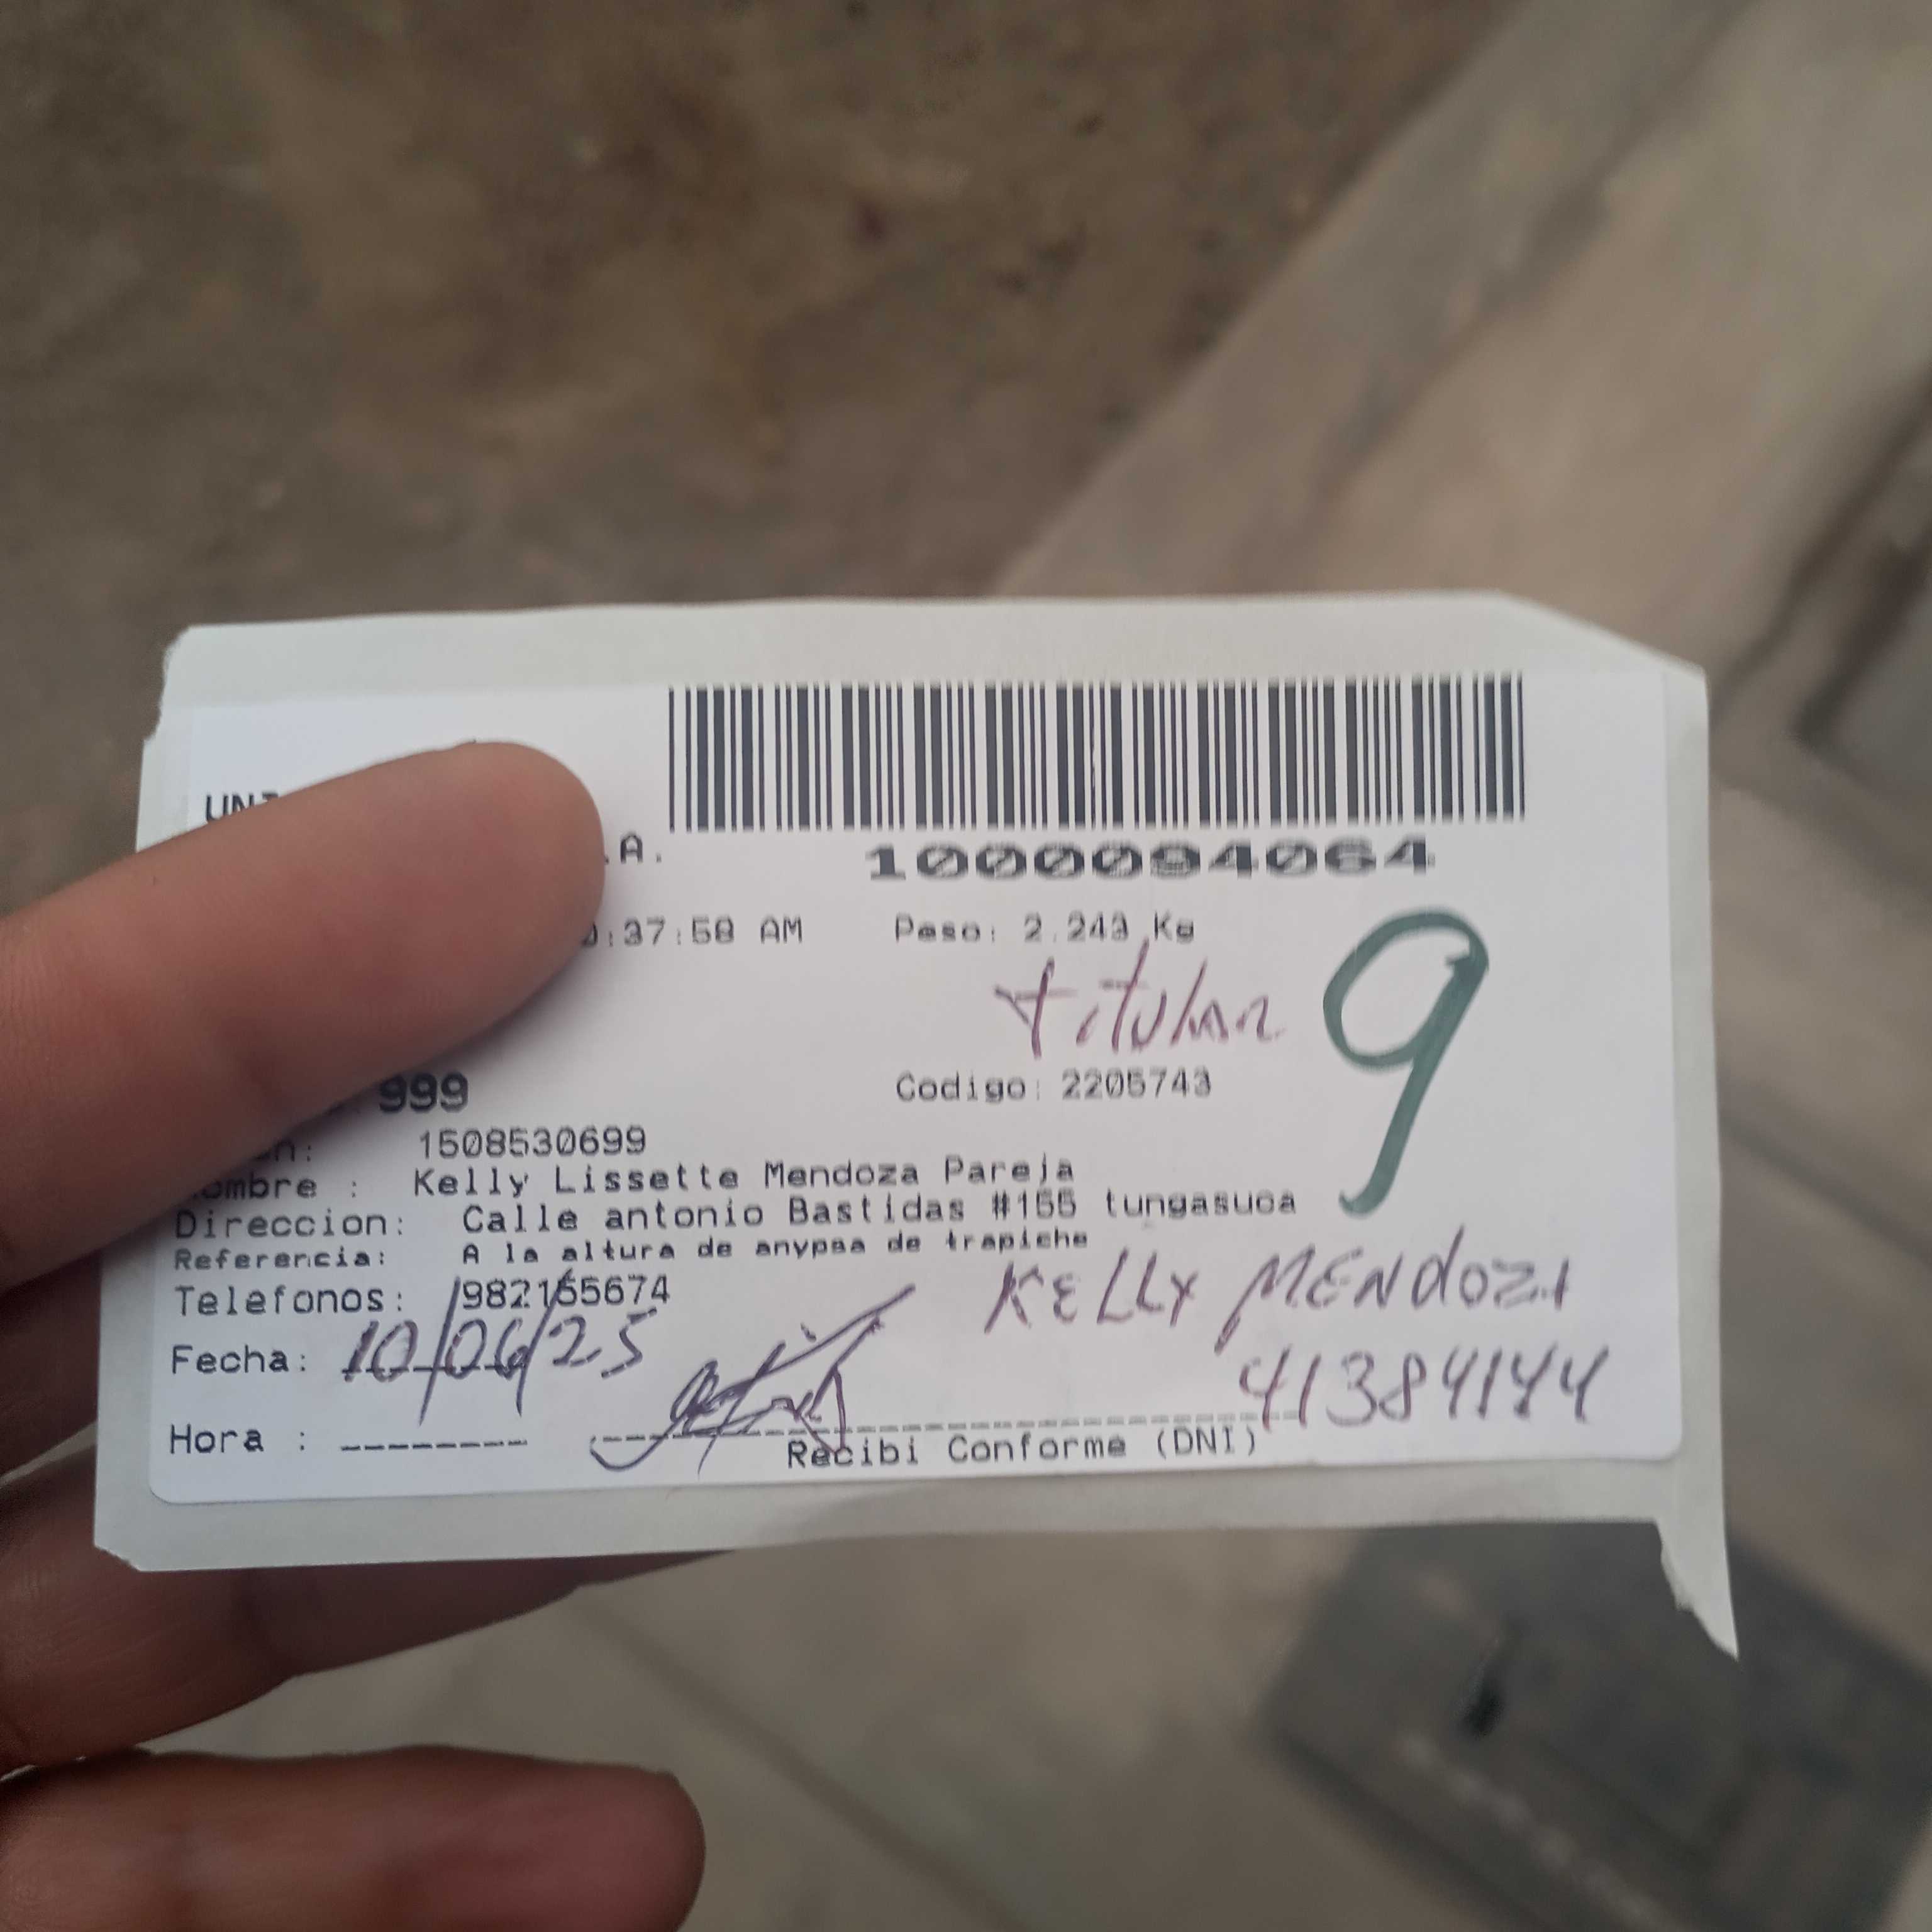 .A.
1000094064
:37:58 AM Peso: 2.243 Kg
titular
9
999 Codigo: 2205743
1508530699
Kelly Lissette Mendoza Pareja
Direccion: Calle antonio Bastidas #155 tungasuca
Referencia: A la altura de anypsa de trapiche
Telefonos: 982155674
KELLY MENDOZA
Fecha: 10/06/25
41384144
Hora :
Recibi Conforme (DNI)